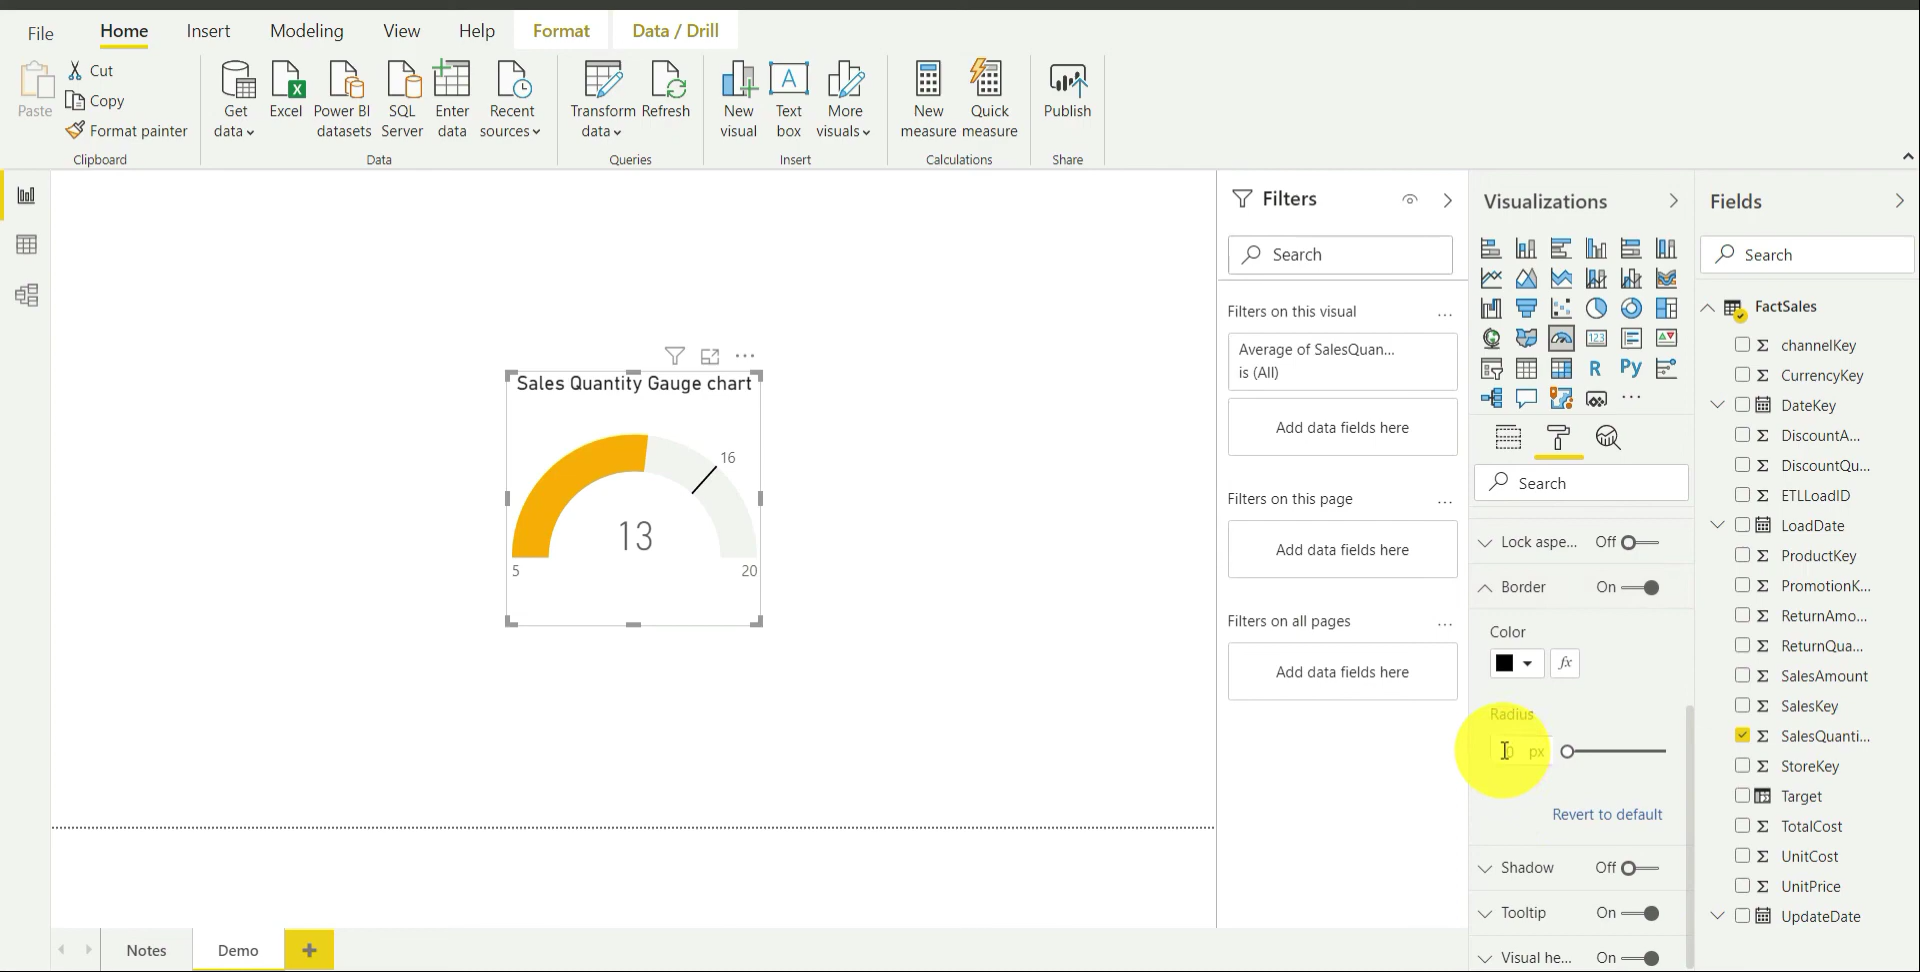 File
Home
Insert
Modeling
View
Help
Format
Data / Drill
Paste
Cut
Copy
Format painter
Clipboard
Get
data
Excel
Power BI
datasets
SQL
Server
Enter
data
Recent
sources
Data
Transform
data
Refresh
Queries
New
visual
A
Text
box
More
visuals
Insert
New
measure
Quick
measure
Calculations
Publish
Share
Sales Quantity Gauge chart
16
13
5
20
Filters
Search
Filters on this visual
...
Average of SalesQuan...
is (All)
Add data fields here
Filters on this page
...
Add data fields here
Filters on all pages
...
Add data fields here
Visualizations
123
R
Py
...
Search
Lock aspe...
Off
Border
On
Color
fx
Radius
px
Revert to default
Shadow
Off
Tooltip
On
Visual he...
On
Fields
Search
FactSales
channelKey
CurrencyKey
DateKey
DiscountA...
DiscountQu...
ETLLoadID
LoadDate
ProductKey
PromotionK...
ReturnAmo...
ReturnQua...
SalesAmount
SalesKey
SalesQuanti...
StoreKey
Target
TotalCost
UnitCost
UnitPrice
UpdateDate
Notes
Demo
+